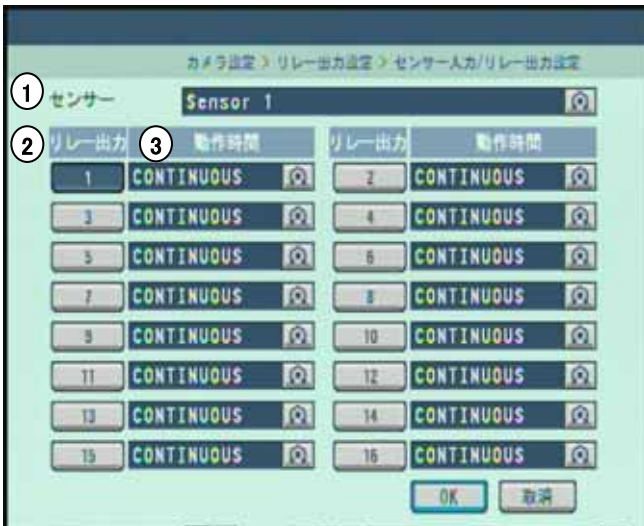 カメラ設定 > リレー出力設定 > センサー入力/リレー出力設定
① センサー Sensor 1
② リレー出力 ③ 動作時間 リレー出力 動作時間
1 CONTINUOUS 2 CONTINUOUS
3 CONTINUOUS 4 CONTINUOUS
5 CONTINUOUS 6 CONTINUOUS
7 CONTINUOUS 8 CONTINUOUS
9 CONTINUOUS 10 CONTINUOUS
11 CONTINUOUS 12 CONTINUOUS
13 CONTINUOUS 14 CONTINUOUS
15 CONTINUOUS 16 CONTINUOUS
OK 取消